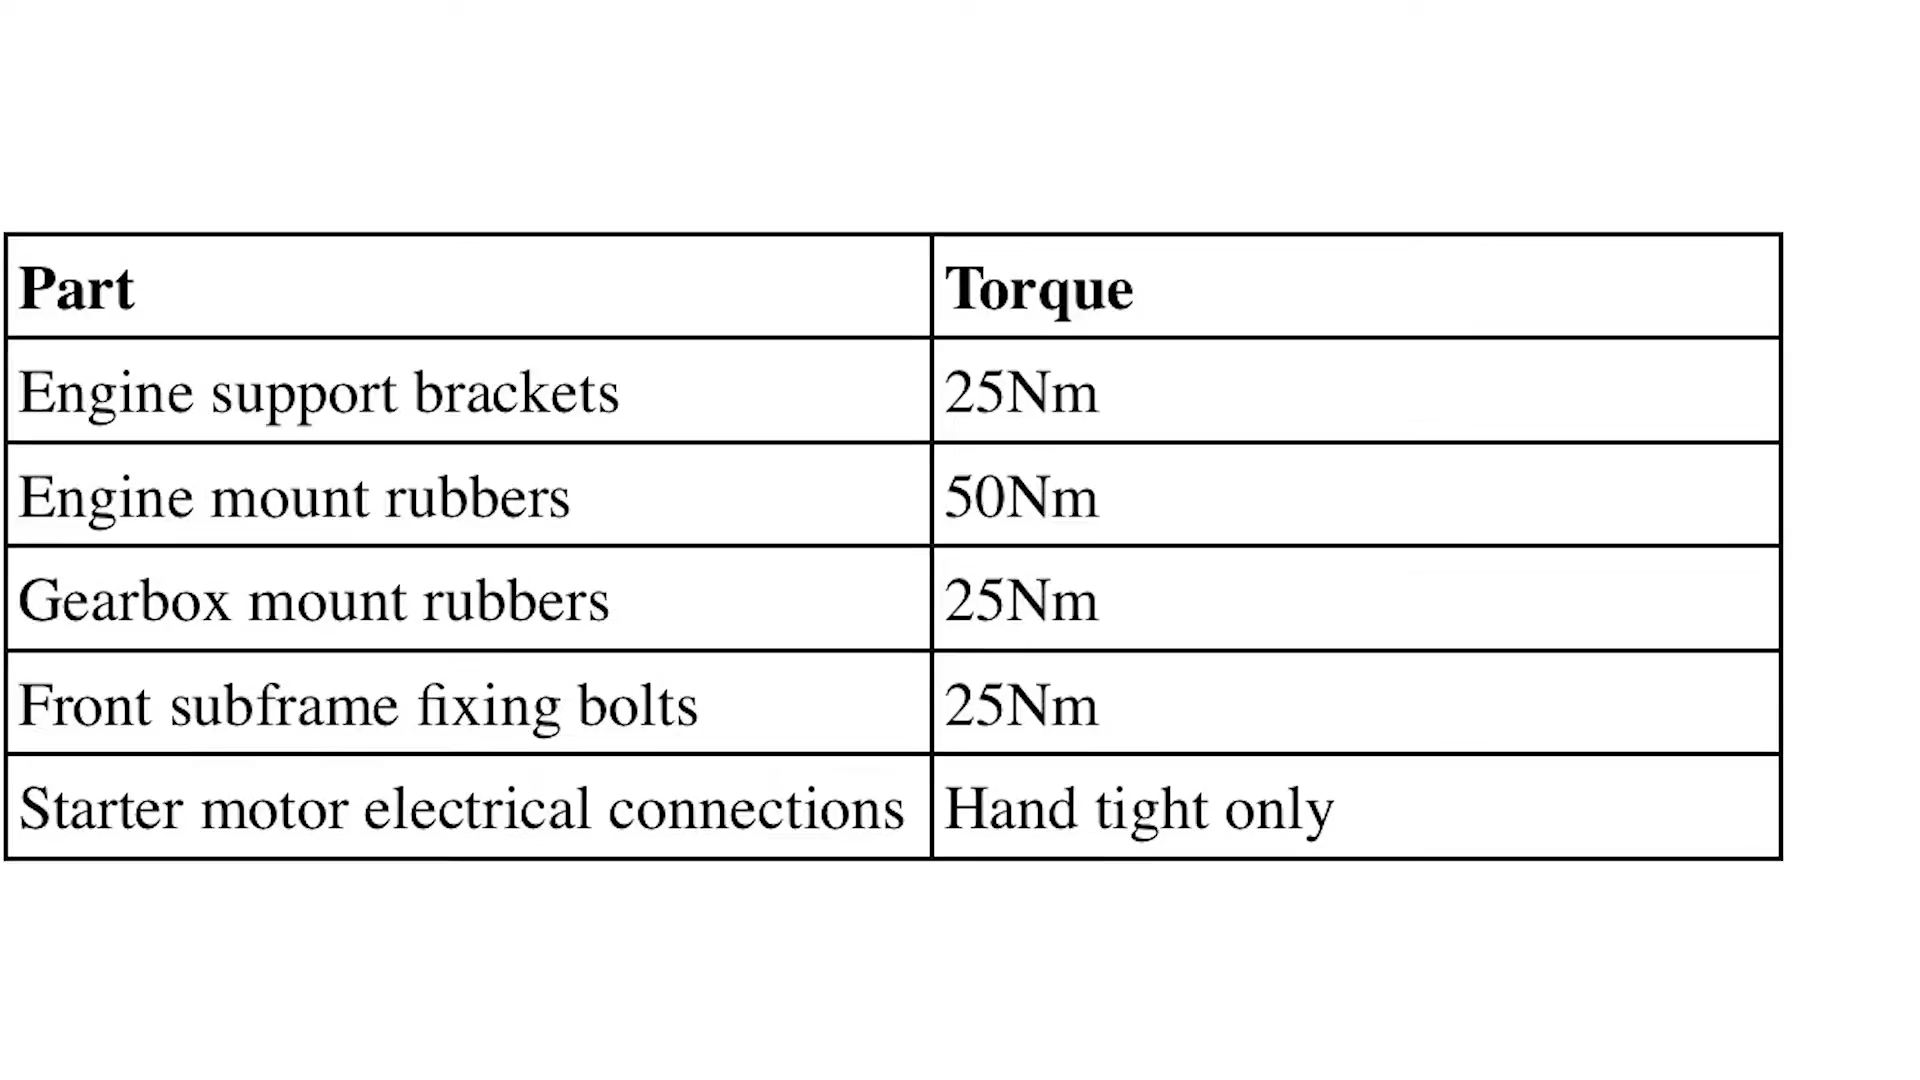 Part Torque
Engine support brackets 25Nm
Engine mount rubbers 50Nm
Gearbox mount rubbers 25Nm
Front subframe fixing bolts 25Nm
Starter motor electrical connections Hand tight only